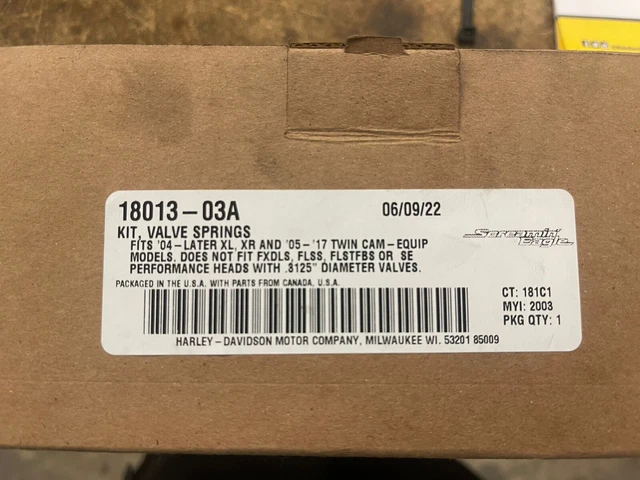 18013-03A 06/09/22
KIT, VALVE SPRINGS
Screamin' Eagle
FITS '04-LATER XL, XR AND '05-'17 TWIN CAM-EQUIP
MODELS. DOES NOT FIT FXDLS, FLSS, FLSTFBS OR SE
PERFORMANCE HEADS WITH .8125" DIAMETER VALVES.
PACKAGED IN THE U.S.A. WITH PARTS FROM CANADA, U.S.A.
CT: 181C1
MYI: 2003
PKG QTY: 1
HARLEY-DAVIDSON MOTOR COMPANY, MILWAUKEE WI. 53201 85009